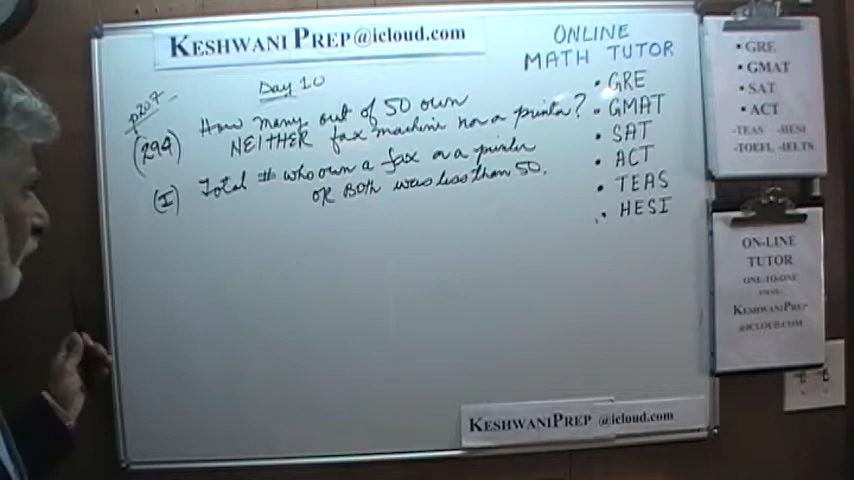 KESHWANI PREP@icloud.com
Day 10
p207
(294) How many out of 50 own
NEITHER fax machine nor a printer?
(I) Total # who own a fax or a printer
OR BOTH was less than 50.
ONLINE
MATH TUTOR
• GRE
• GMAT
• SAT
• ACT
• TEAS
• HESI
• GRE
• GMAT
• SAT
• ACT
-TEAS -HESI
-TOEFL -IELTS
ON-LINE
TUTOR
ONE-TO-ONE
EMAIL
KESHWANIPREP
@ICLOUD.COM
KESHWANIPREP @icloud.com